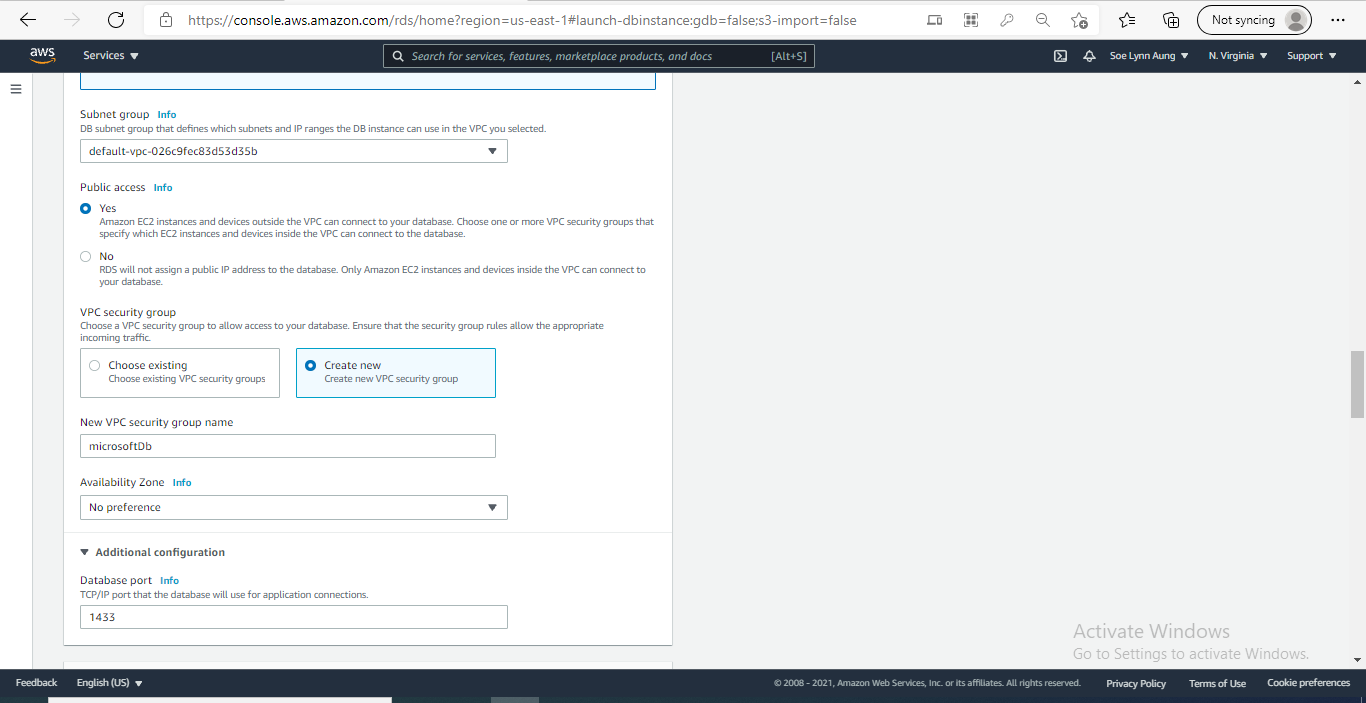 https://console.aws.amazon.com/rds/home?region=us-east-1#launch-dbinstance:gdb=false;s3-import=false
Not syncing
aws
Services
Search for services, features, marketplace products, and docs
[Alt+S]
Soe Lynn Aung
N. Virginia
Support
Subnet group Info
DB subnet group that defines which subnets and IP ranges the DB instance can use in the VPC you selected.
default-vpc-026c9fec83d53d35b
Public access Info
Yes
Amazon EC2 instances and devices outside the VPC can connect to your database. Choose one or more VPC security groups that
specify which EC2 instances and devices inside the VPC can connect to the database.
No
RDS will not assign a public IP address to the database. Only Amazon EC2 instances and devices inside the VPC can connect to
your database.
VPC security group
Choose a VPC security group to allow access to your database. Ensure that the security group rules allow the appropriate
incoming traffic.
Choose existing
Choose existing VPC security groups
Create new
Create new VPC security group
New VPC security group name
microsoftDb
Availability Zone Info
No preference
Additional configuration
Database port Info
TCP/IP port that the database will use for application connections.
1433
Activate Windows
Go to Settings to activate Windows.
Feedback
English (US)
© 2008 - 2021, Amazon Web Services, Inc. or its affiliates. All rights reserved.
Privacy Policy
Terms of Use
Cookie preferences